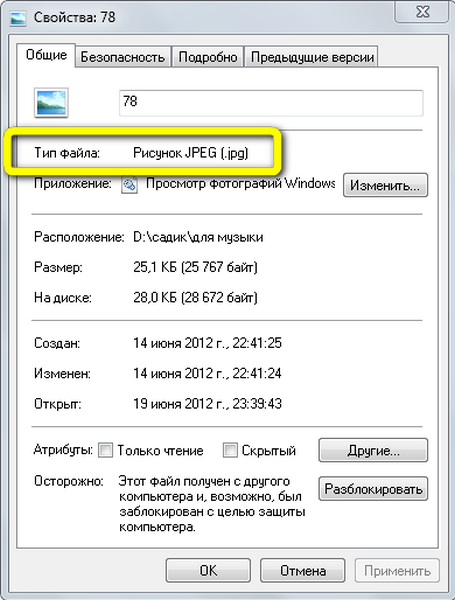 Свойства: 78
Общие Безопасность Подробно Предыдущие версии
78
Тип файла: Рисунок JPEG (.jpg)
Приложение: Просмотр фотографий Windows Изменить...
Расположение: D:\садик\для музыки
Размер: 25,1 КБ (25 767 байт)
На диске: 28,0 КБ (28 672 байт)
Создан: 14 июня 2012 г., 22:41:25
Изменен: 14 июня 2012 г., 22:41:24
Открыт: 19 июня 2012 г., 23:39:43
Атрибуты: Только чтение Скрытый Другие...
Осторожно: Этот файл получен с другого
компьютера и, возможно, был
заблокирован с целью защиты
компьютера.
Разблокировать
ОК Отмена Применить